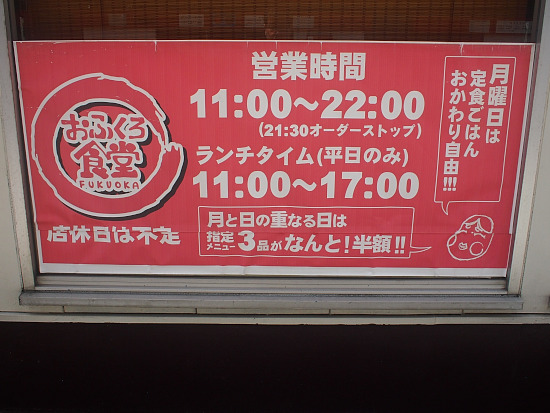 おふくろ
食堂
FUKUOKA
店休日は不定
営業時間
11:00～22:00
(21:30オーダーストップ)
ランチタイム(平日のみ)
11:00～17:00
月と日の重なる日は
指定メニュー3品がなんと!半額!!
月曜日は
定食ごはん
おかわり自由!!!